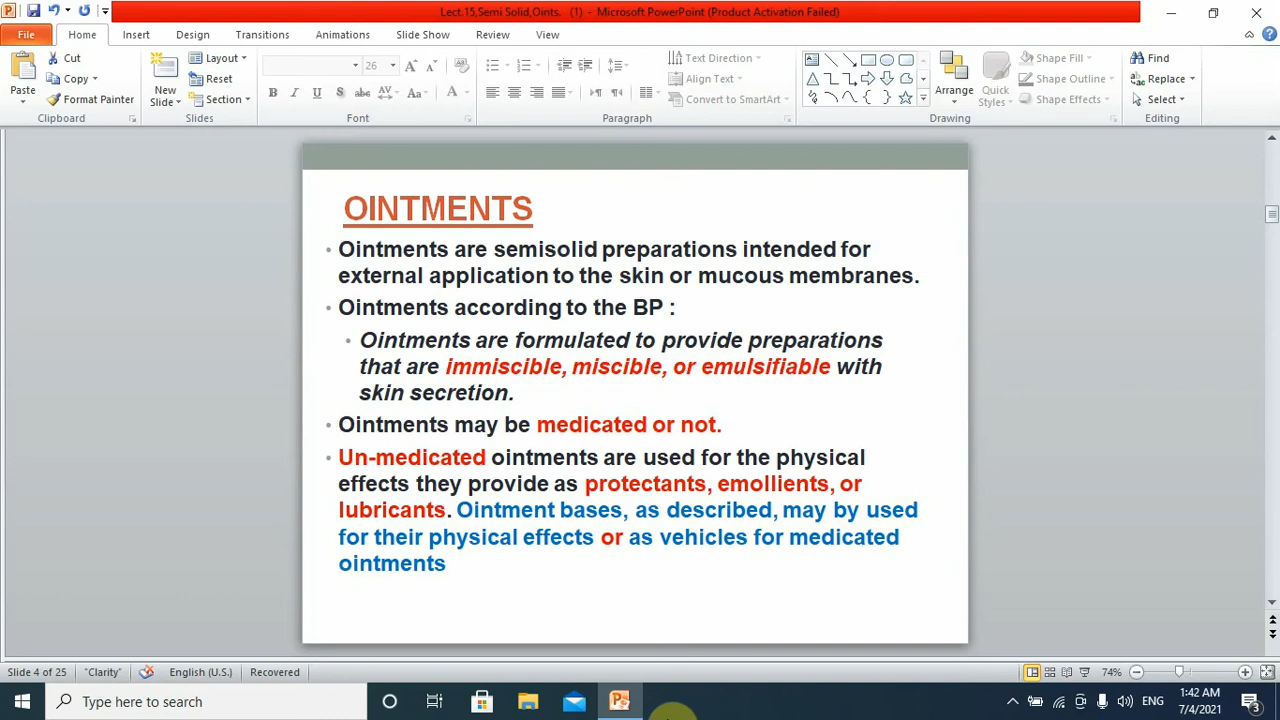 Lect.15,Semi Solid,Oints. (1) - Microsoft PowerPoint (Product Activation Failed)
File Home Insert Design Transitions Animations Slide Show Review View
Cut Layout 26 Text Direction Shape Fill Find
Copy Reset Align Text Shape Outline Replace
Paste Format Painter New Slide Section Convert to SmartArt Arrange Quick Styles Shape Effects Select
Clipboard Slides Font Paragraph Drawing Editing
OINTMENTS
• Ointments are semisolid preparations intended for
external application to the skin or mucous membranes.
• Ointments according to the BP :
• Ointments are formulated to provide preparations
that are immiscible, miscible, or emulsifiable with
skin secretion.
• Ointments may be medicated or not.
• Un-medicated ointments are used for the physical
effects they provide as protectants, emollients, or
lubricants. Ointment bases, as described, may by used
for their physical effects or as vehicles for medicated
ointments
Slide 4 of 25 "Clarity" English (U.S.) Recovered 74%
Type here to search ENG 1:42 AM
7/4/2021 3